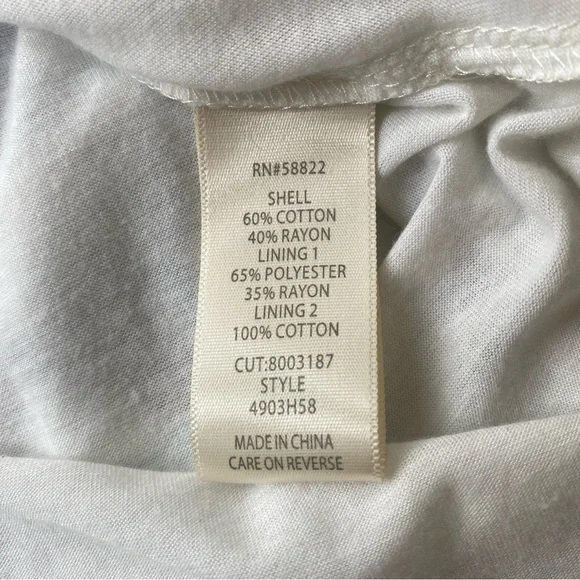 RN#58822
SHELL
60% COTTON
40% RAYON
LINING 1
65% POLYESTER
35% RAYON
LINING 2
100% COTTON
CUT:8003187
STYLE
4903H58
MADE IN CHINA
CARE ON REVERSE